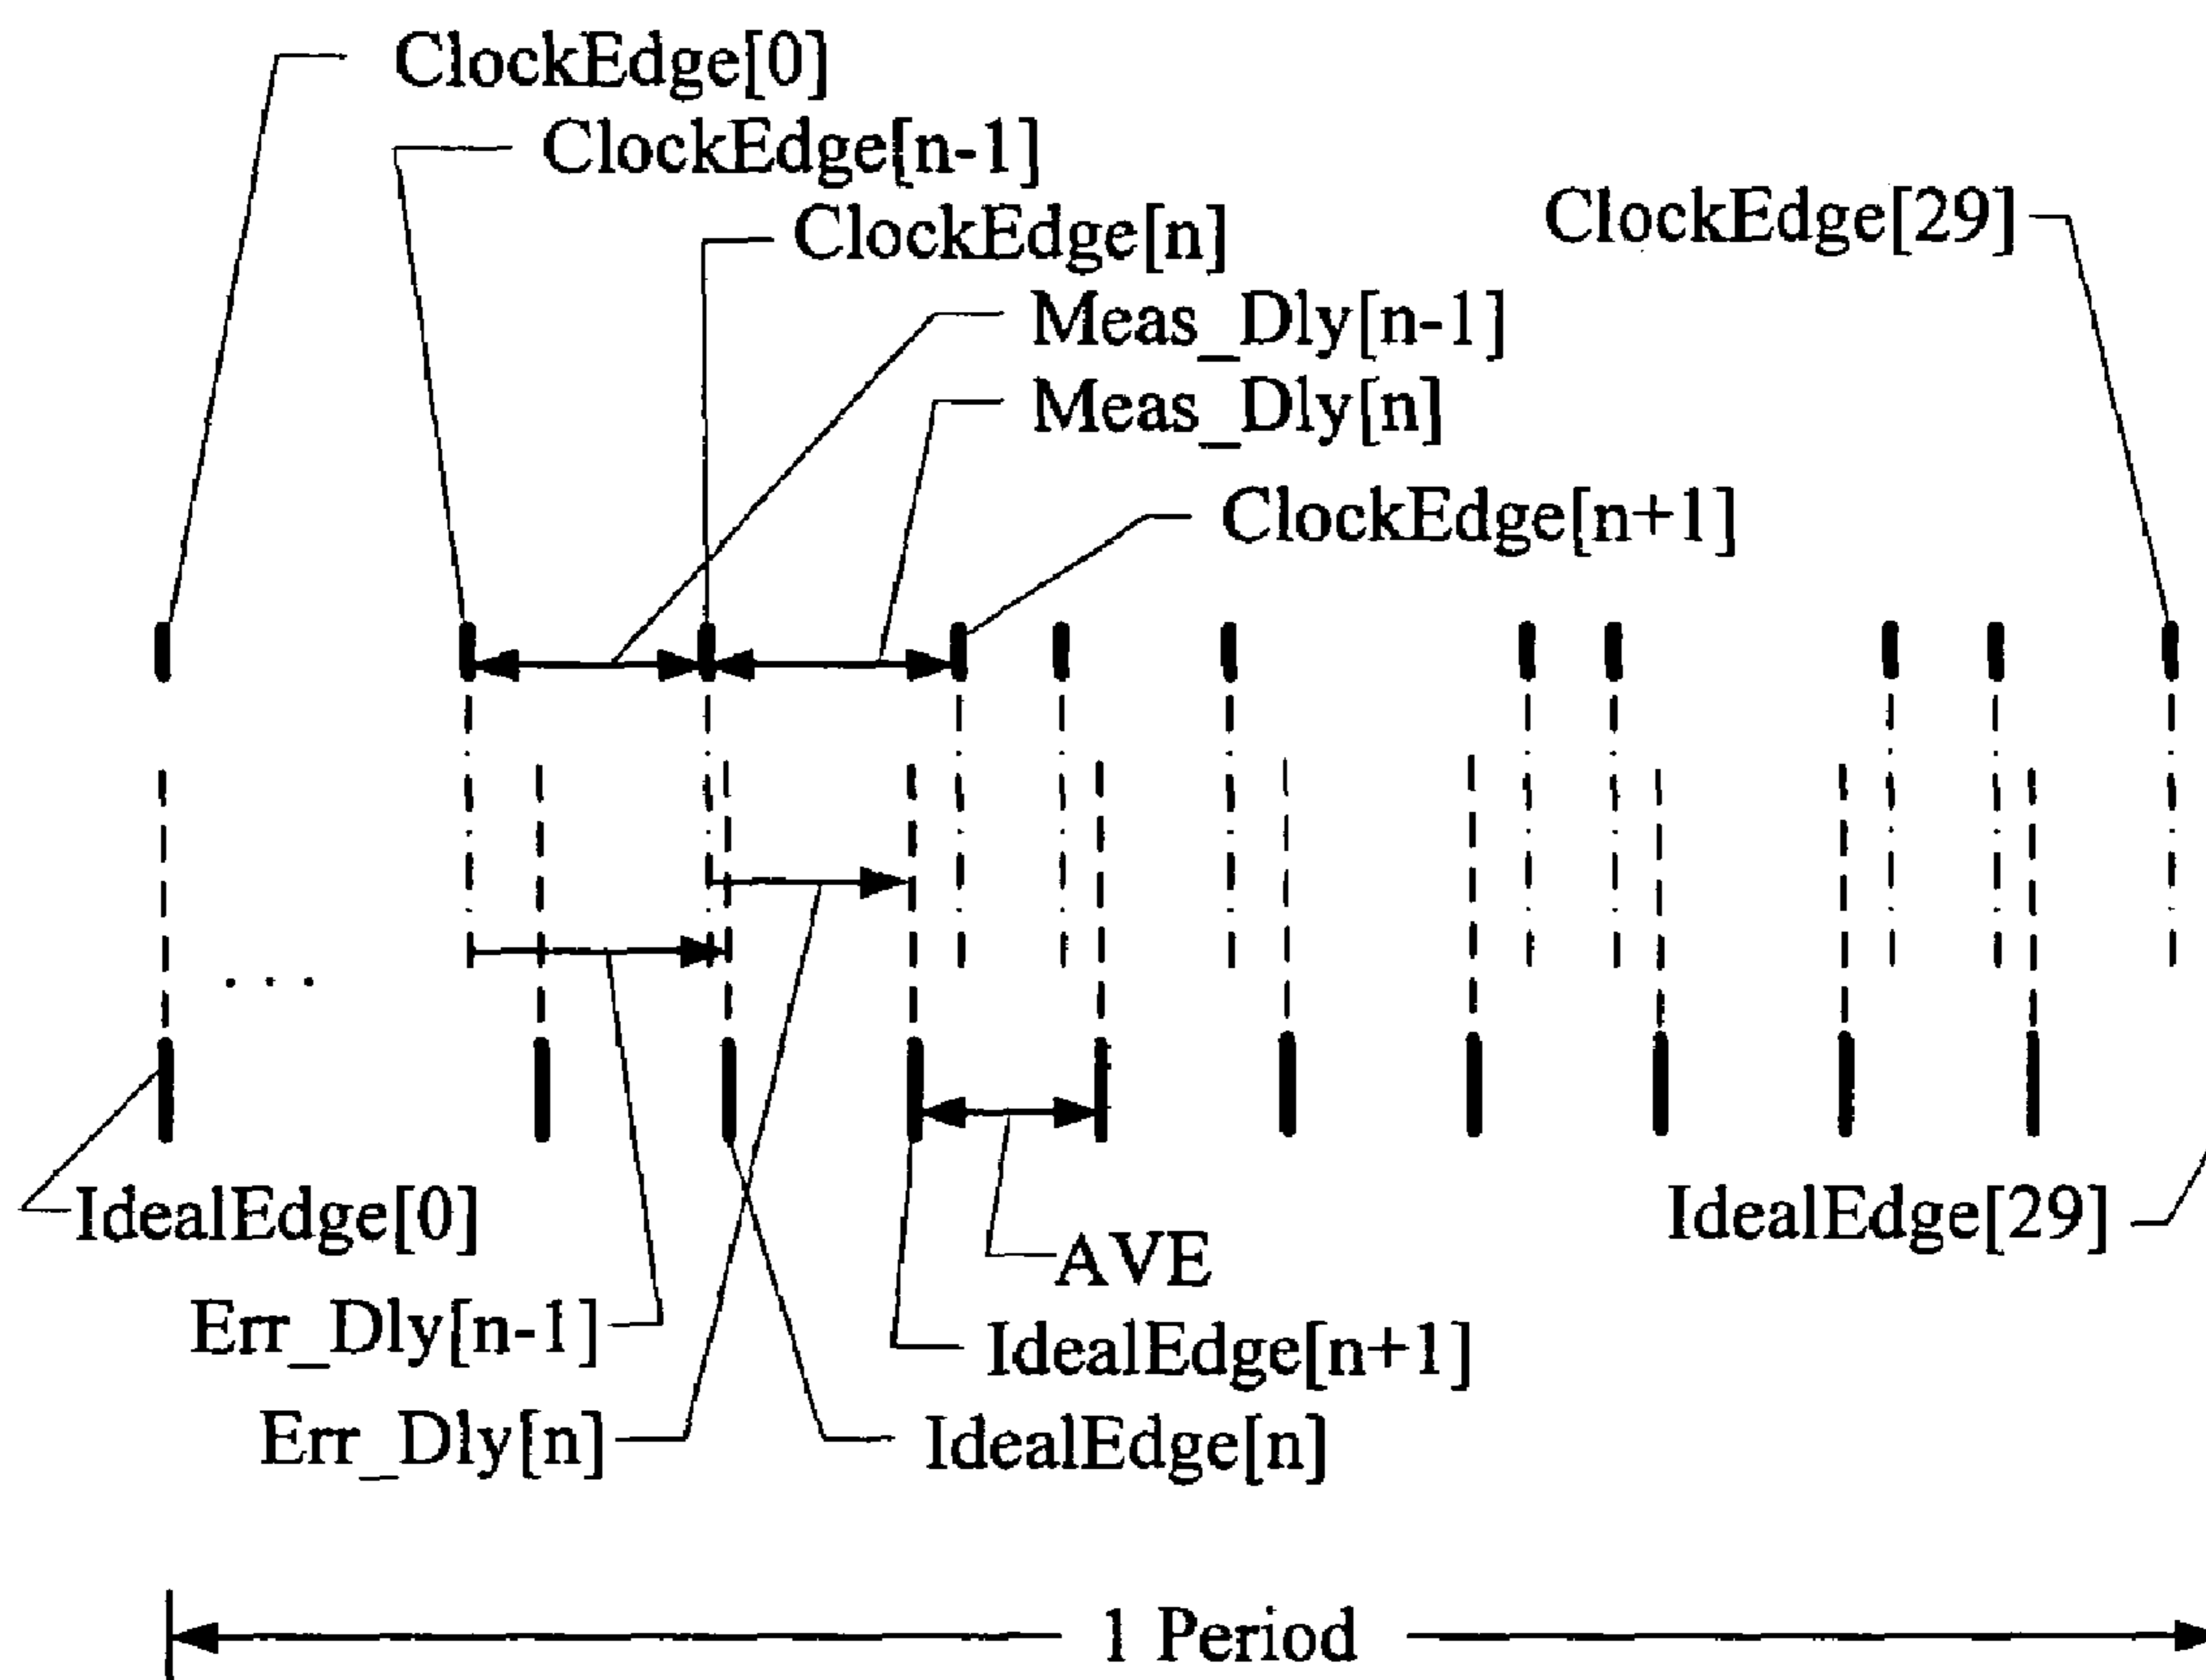 ClockEdge[0]
ClockEdge[n-1]
ClockEdge[n]
ClockEdge[29]
Meas_Dly[n-1]
Meas_Dly[n]
ClockEdge[n+1]
. . .
IdealEdge[0]
IdealEdge[29]
AVE
Err_Dly[n-1]
IdealEdge[n+1]
Err_Dly[n]
IdealEdge[n]
1 Period